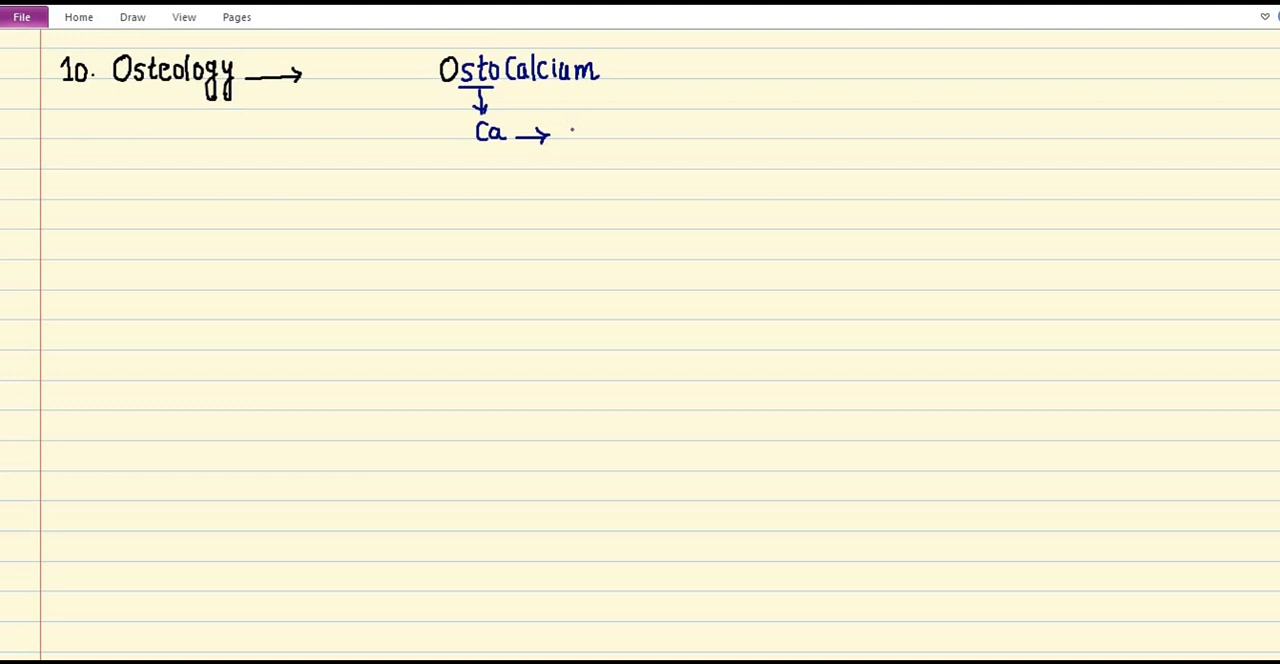 File Home Draw View Pages
10. Osteology → OstoCalcium
↓
Ca →